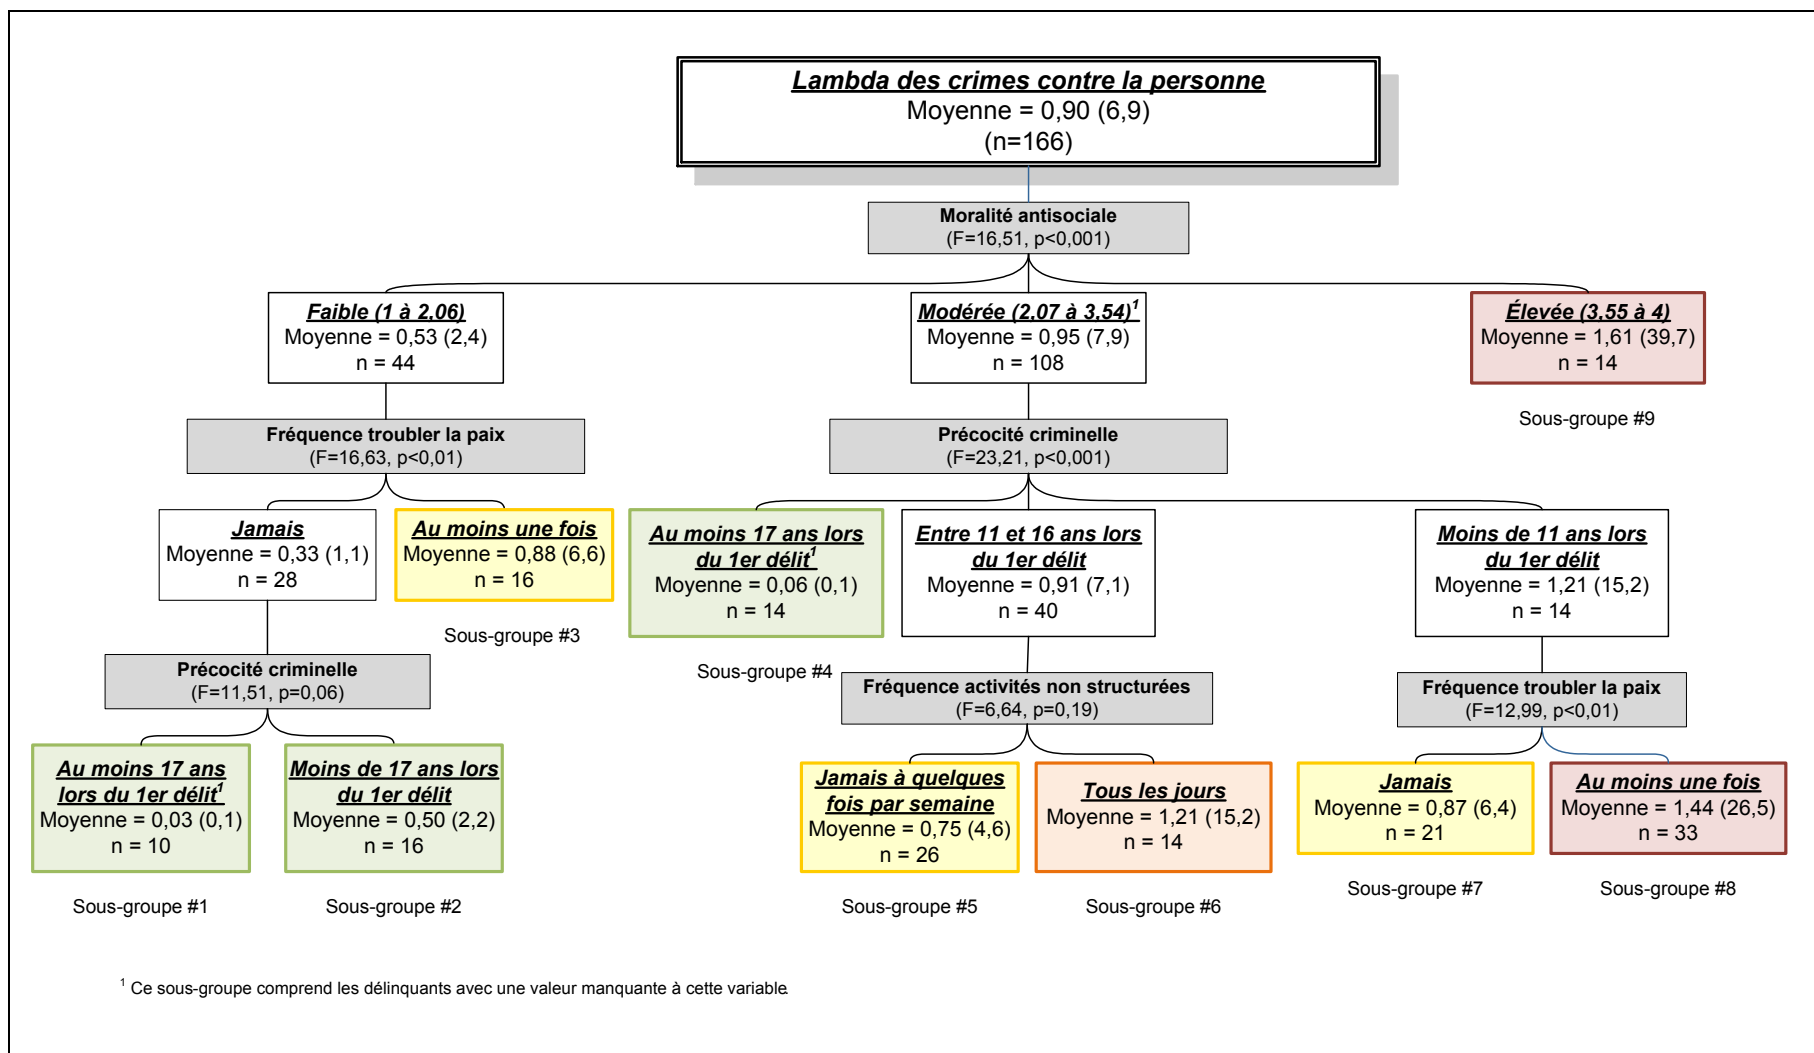 Lambda des crimes contre la personne
Moyenne = 0,90 (6,9)
(n=166)
Moralité antisociale
(F=16,51, p<0,001)
Faible (1 à 2,06)
Moyenne = 0,53 (2,4)
n = 44
Modérée (2,07 à 3,54)¹
Moyenne = 0,95 (7,9)
n = 108
Élevée (3,55 à 4)
Moyenne = 1,61 (39,7)
n = 14
Sous-groupe #9
Fréquence troubler la paix
(F=16,63, p<0,01)
Précocité criminelle
(F=23,21, p<0,001)
Jamais
Moyenne = 0,33 (1,1)
n = 28
Au moins une fois
Moyenne = 0,88 (6,6)
n = 16
Sous-groupe #3
Au moins 17 ans lors
du 1er délit¹
Moyenne = 0,06 (0,1)
n = 14
Sous-groupe #4
Entre 11 et 16 ans lors
du 1er délit
Moyenne = 0,91 (7,1)
n = 40
Moins de 11 ans lors
du 1er délit
Moyenne = 1,21 (15,2)
n = 14
Précocité criminelle
(F=11,51, p=0,06)
Fréquence activités non structurées
(F=6,64, p=0,19)
Fréquence troubler la paix
(F=12,99, p<0,01)
Au moins 17 ans
lors du 1er délit¹
Moyenne = 0,03 (0,1)
n = 10
Sous-groupe #1
Moins de 17 ans lors
du 1er délit
Moyenne = 0,50 (2,2)
n = 16
Sous-groupe #2
Jamais à quelques
fois par semaine
Moyenne = 0,75 (4,6)
n = 26
Sous-groupe #5
Tous les jours
Moyenne = 1,21 (15,2)
n = 14
Sous-groupe #6
Jamais
Moyenne = 0,87 (6,4)
n = 21
Sous-groupe #7
Au moins une fois
Moyenne = 1,44 (26,5)
n = 33
Sous-groupe #8
¹ Ce sous-groupe comprend les délinquants avec une valeur manquante à cette variable.